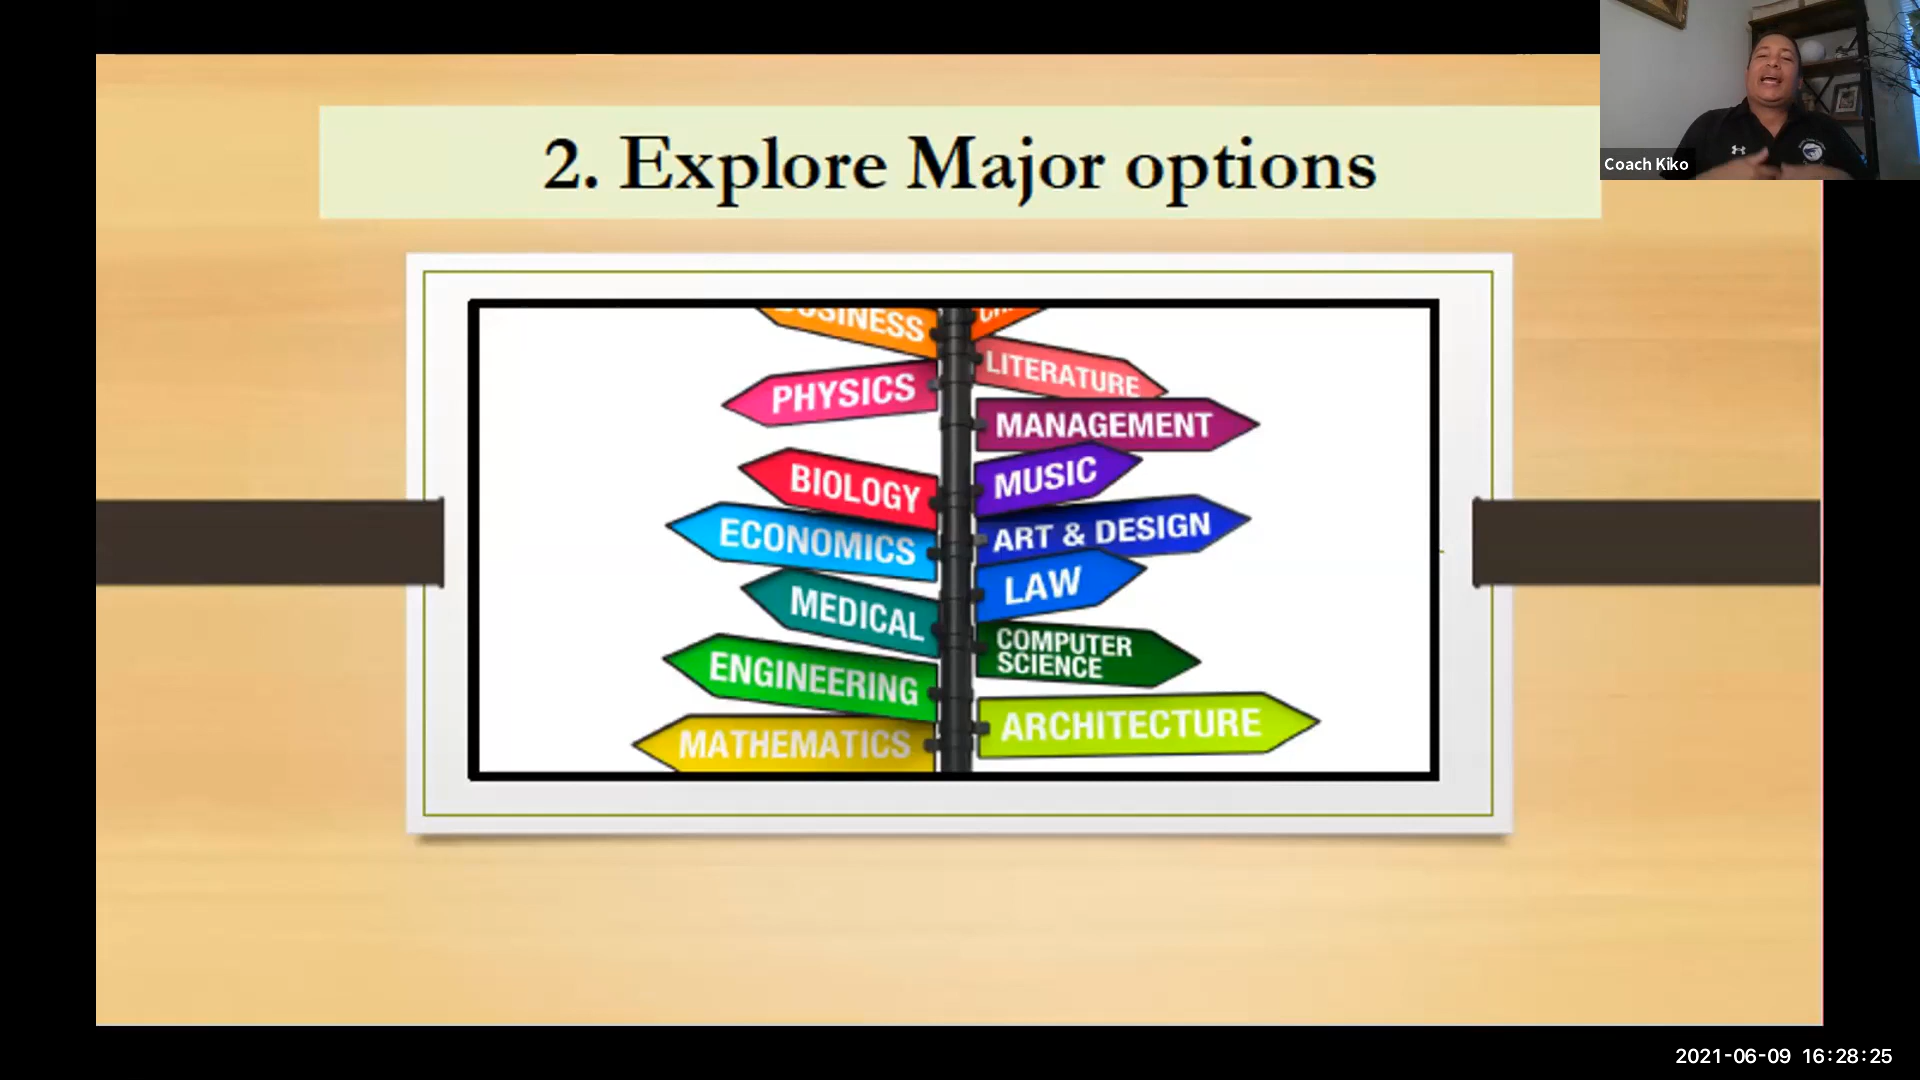 2. Explore Major options
Coach Kiko
BUSINESS
LITERATURE
PHYSICS
MANAGEMENT
BIOLOGY
MUSIC
ECONOMICS
ART & DESIGN
MEDICAL
LAW
ENGINEERING
COMPUTER
SCIENCE
MATHEMATICS
ARCHITECTURE
2021-06-09 16:28:25